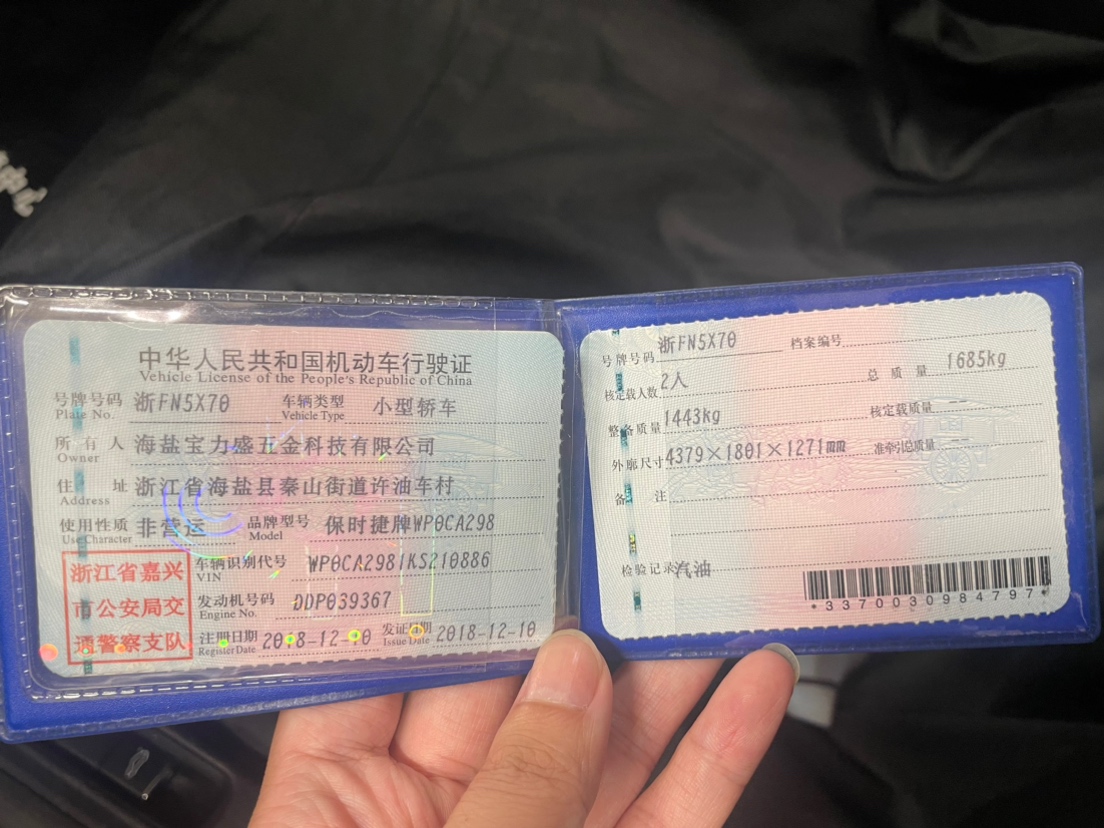 中华人民共和国机动车行驶证
Vehicle License of the People's Republic of China
号牌号码 浙FN5X70 车辆类型 小型轿车
Plate No. Vehicle Type
所有人 海盐宝力盛五金科技有限公司
Owner
住址 浙江省海盐县秦山街道许油车村
Address
使用性质 非营运 品牌型号 保时捷牌WP0CA298
Use Character Model
浙江省嘉兴
市公安局交
通警察支队
车辆识别代号 WP0CA2981KS210886
VIN
发动机号码 DDP039367
Engine No.
注册日期 2018-12-10 发证日期 2018-12-10
Register Date Issue Date
号牌号码 浙FN5X70 档案编号
核定载人数 2人 总质量 1685kg
整备质量 1443kg 核定载质量 --
外廓尺寸 4379×1801×1271mm 准牵引总质量 --
备注
检验记录 汽油
*3370030984797*